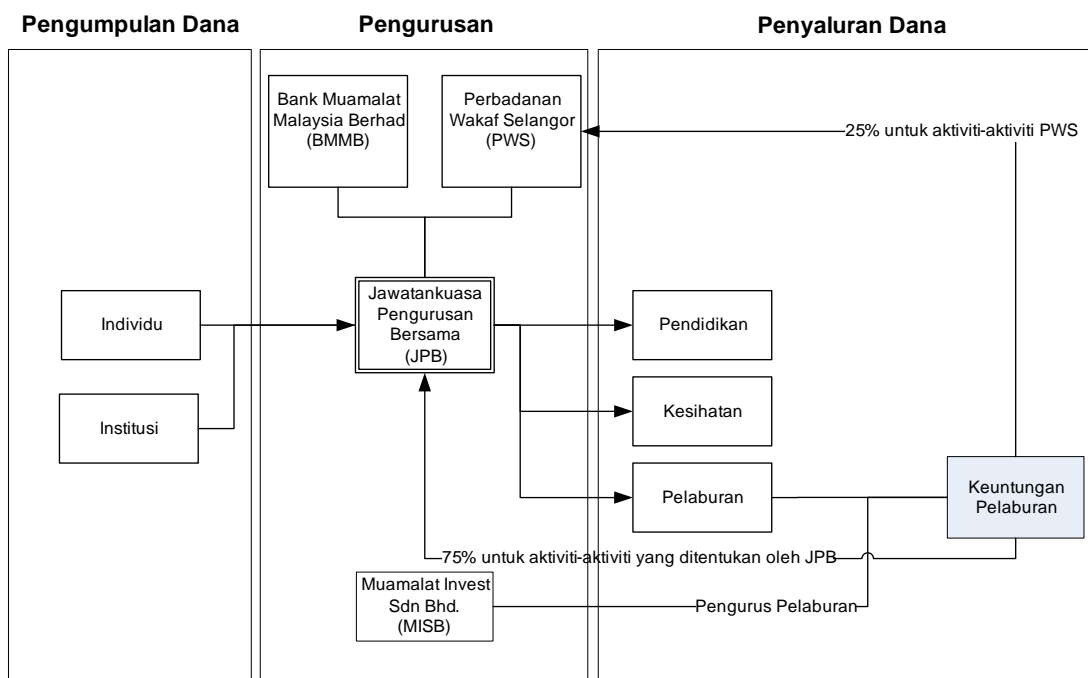 Pengumpulan Dana
Pengurusan
Penyaluran Dana
Bank Muamalat
Malaysia Berhad
(BMMB)
Perbadanan
Wakaf Selangor
(PWS)
25% untuk aktiviti-aktiviti PWS
Individu
Institusi
Jawatankuasa
Pengurusan
Bersama
(JPB)
Pendidikan
Kesihatan
Pelaburan
Keuntungan
Pelaburan
75% untuk aktiviti-aktiviti yang ditentukan oleh JPB
Muamalat Invest
Sdn Bhd.
(MISB)
Pengurus Pelaburan